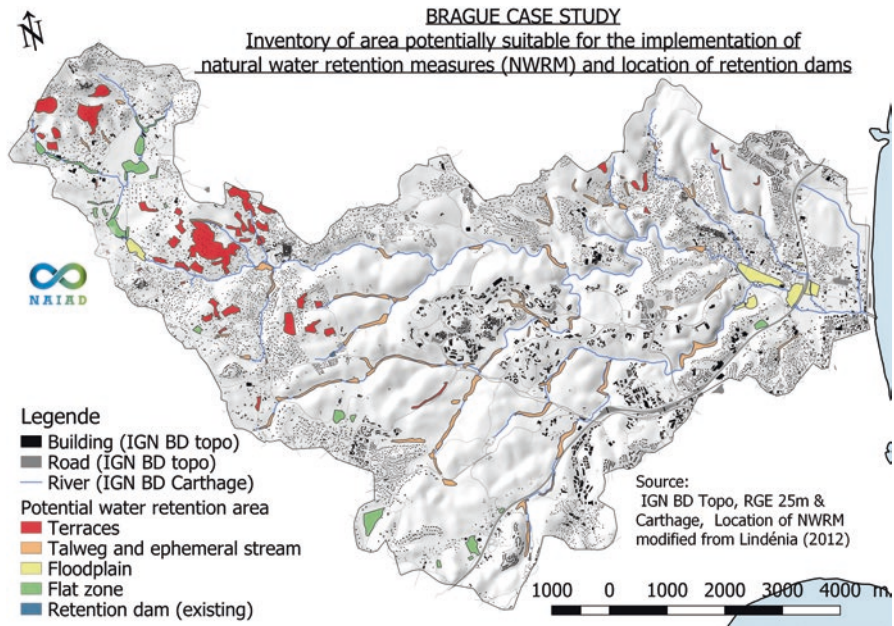 BRAGUE CASE STUDY
Inventory of area potentially suitable for the implementation of
natural water retention measures (NWRM) and location of retention dams
N
NAIAD
Legende
Building (IGN BD topo)
Road (IGN BD topo)
River (IGN BD Carthage)
Potential water retention area
Terraces
Talweg and ephemeral stream
Floodplain
Flat zone
Retention dam (existing)
Source:
IGN BD Topo, RGE 25m &
Carthage, Location of NWRM
modified from Lindénia (2012)
1000 0 1000 2000 3000 4000 m